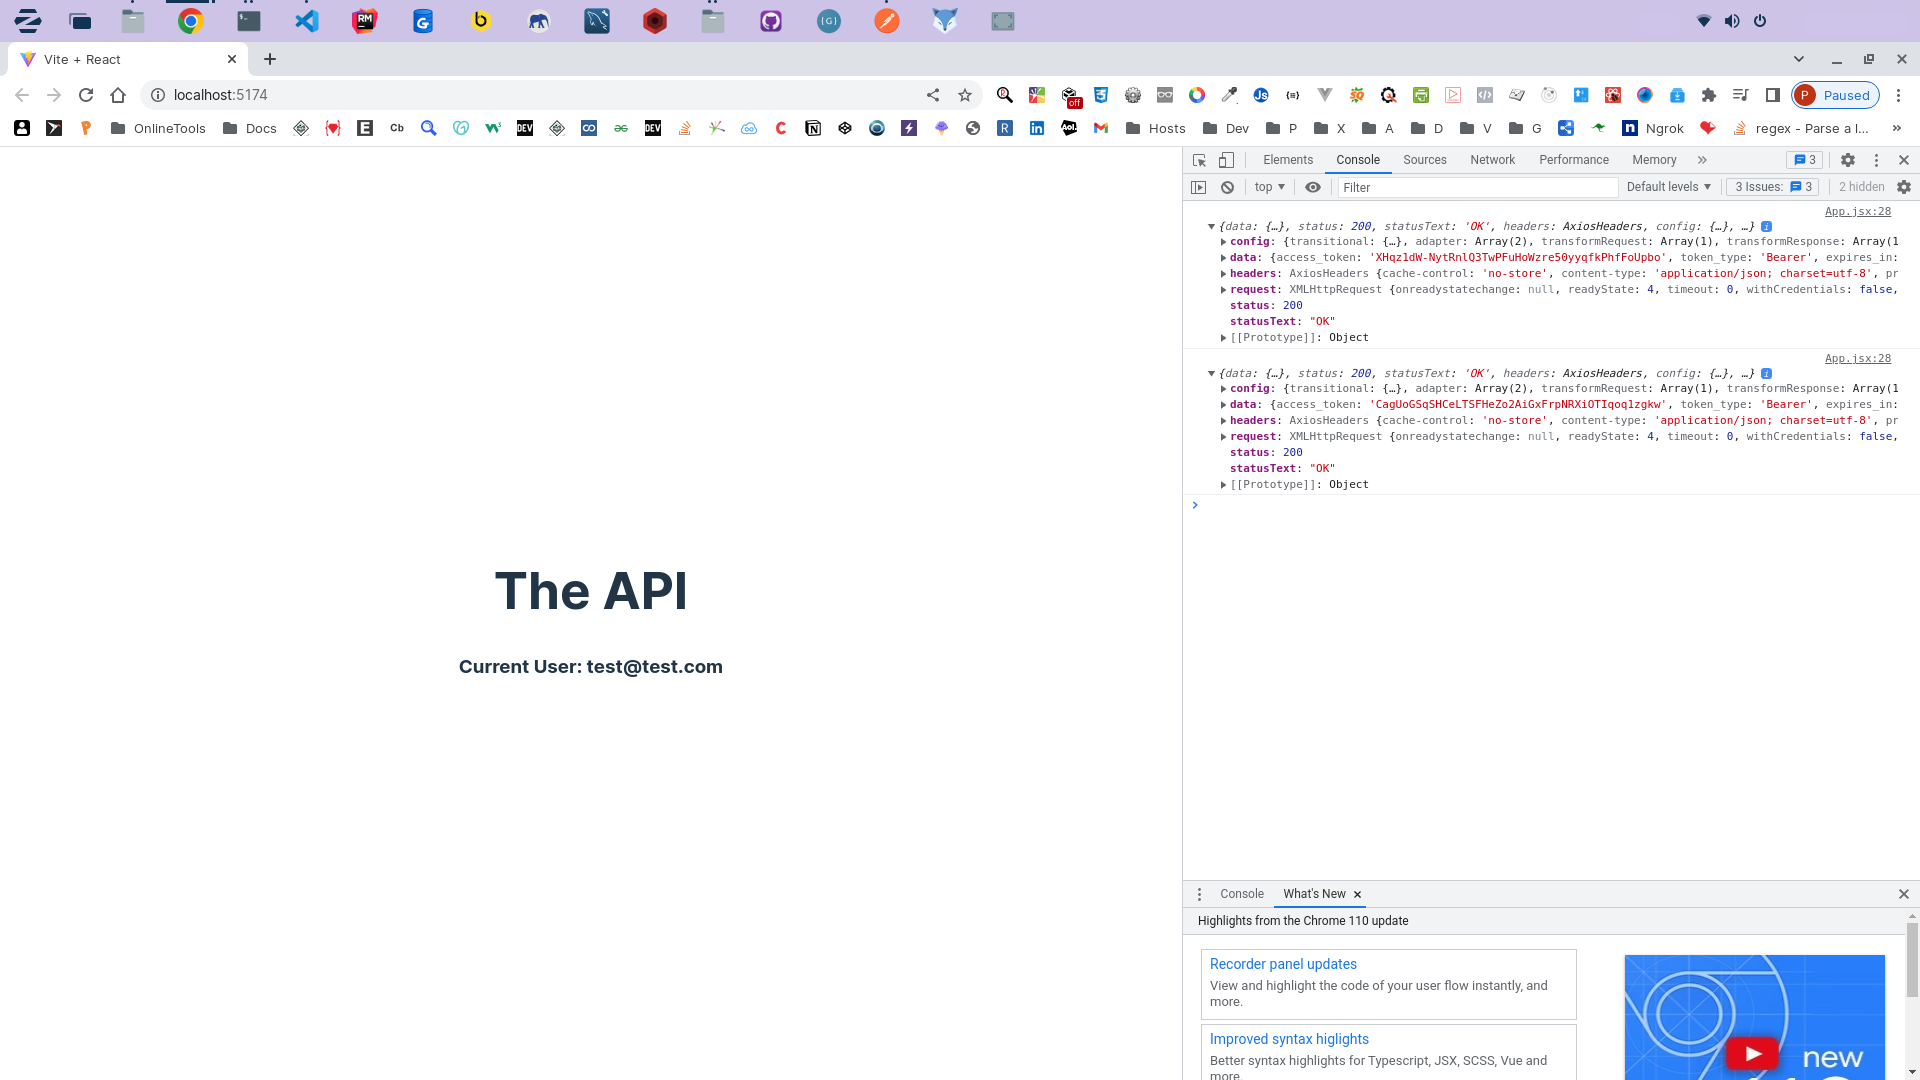 Vite + React
localhost:5174
off
P Paused
OnlineTools
Docs
Cb
DEV
DEV
Aol.
Hosts
Dev
P
X
A
D
V
G
Ngrok
regex - Parse a l...
The API
Current User: test@test.com
Elements Console Sources Network Performance Memory 3
top Filter Default levels 3 Issues: 3 2 hidden
App.jsx:28
{data: {…}, status: 200, statusText: 'OK', headers: AxiosHeaders, config: {…}, …}
config: {transitional: {…}, adapter: Array(2), transformRequest: Array(1), transformResponse: Array(1
data: {access_token: 'XHqz1dW-NytRnlQ3TwPFuHoWzre50yyqfkPhfFoUpbo', token_type: 'Bearer', expires_in:
headers: AxiosHeaders {cache-control: 'no-store', content-type: 'application/json; charset=utf-8', pr
request: XMLHttpRequest {onreadystatechange: null, readyState: 4, timeout: 0, withCredentials: false,
status: 200
statusText: "OK"
[[Prototype]]: Object
App.jsx:28
{data: {…}, status: 200, statusText: 'OK', headers: AxiosHeaders, config: {…}, …}
config: {transitional: {…}, adapter: Array(2), transformRequest: Array(1), transformResponse: Array(1
data: {access_token: 'CagUoGSqSHCeLTSFHeZo2AiGxFrpNRXiOTIqoq1zgkw', token_type: 'Bearer', expires_in:
headers: AxiosHeaders {cache-control: 'no-store', content-type: 'application/json; charset=utf-8', pr
request: XMLHttpRequest {onreadystatechange: null, readyState: 4, timeout: 0, withCredentials: false,
status: 200
statusText: "OK"
[[Prototype]]: Object
Console What's New
Highlights from the Chrome 110 update
Recorder panel updates
View and highlight the code of your user flow instantly, and
more.
Improved syntax higlights
Better syntax highlights for Typescript, JSX, SCSS, Vue and
more.
new